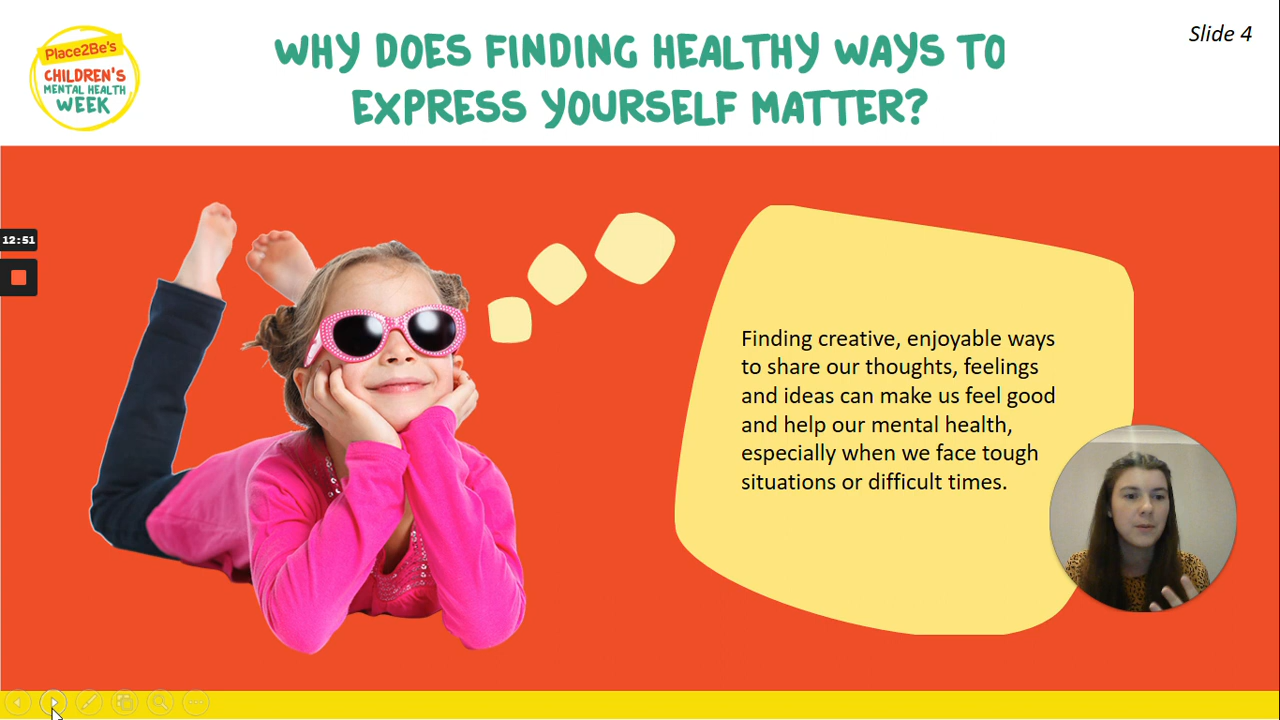 Place2Be's
CHILDREN'S
MENTAL HEALTH
WEEK
WHY DOES FINDING HEALTHY WAYS TO
EXPRESS YOURSELF MATTER?
Slide 4
12:51
Finding creative, enjoyable ways
to share our thoughts, feelings
and ideas can make us feel good
and help our mental health,
especially when we face tough
situations or difficult times.